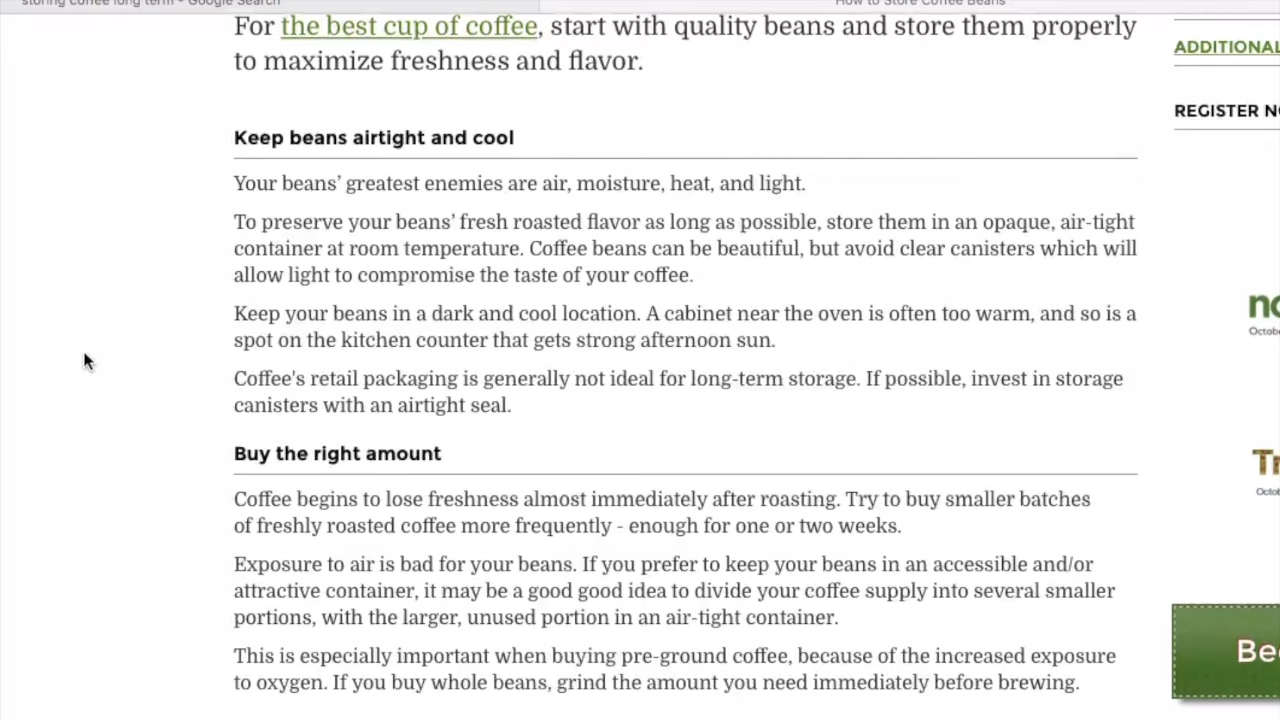 storing coffee long term - Google Search
How to Store Coffee Beans
For the best cup of coffee, start with quality beans and store them properly
to maximize freshness and flavor.
ADDITIONAL
REGISTER
Keep beans airtight and cool
Your beans’ greatest enemies are air, moisture, heat, and light.
To preserve your beans’ fresh roasted flavor as long as possible, store them in an opaque, air-tight
container at room temperature. Coffee beans can be beautiful, but avoid clear canisters which will
allow light to compromise the taste of your coffee.
Keep your beans in a dark and cool location. A cabinet near the oven is often too warm, and so is a
spot on the kitchen counter that gets strong afternoon sun.
Coffee's retail packaging is generally not ideal for long-term storage. If possible, invest in storage
canisters with an airtight seal.
Buy the right amount
Coffee begins to lose freshness almost immediately after roasting. Try to buy smaller batches
of freshly roasted coffee more frequently - enough for one or two weeks.
Exposure to air is bad for your beans. If you prefer to keep your beans in an accessible and/or
attractive container, it may be a good good idea to divide your coffee supply into several smaller
portions, with the larger, unused portion in an air-tight container.
This is especially important when buying pre-ground coffee, because of the increased exposure
to oxygen. If you buy whole beans, grind the amount you need immediately before brewing.